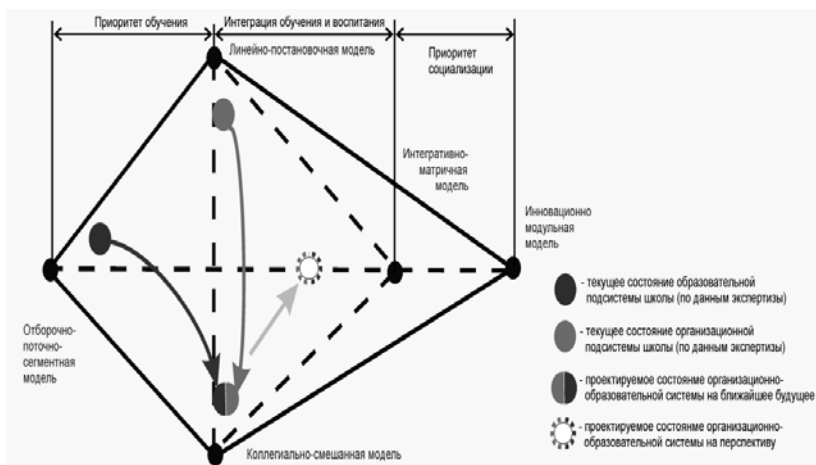 Приоритет обучения
Интеграция обучения и воспитания
Линейно-постановочная модель
Приоритет
социализации
Интегративно-
матричная
модель
Инновационно
модульная
модель
Отборочно-
поточно-
сегментная
модель
Коллегиально-смешанная модель
- текущее состояние образовательной
подсистемы школы (по данным экспертизы)
- текущее состояние организационной
подсистемы школы (по данным экспертизы)
- проектируемое состояние организационно-
образовательной системы на ближайшее будущее
- проектируемое состояние организационно-
образовательной системы на перспективу